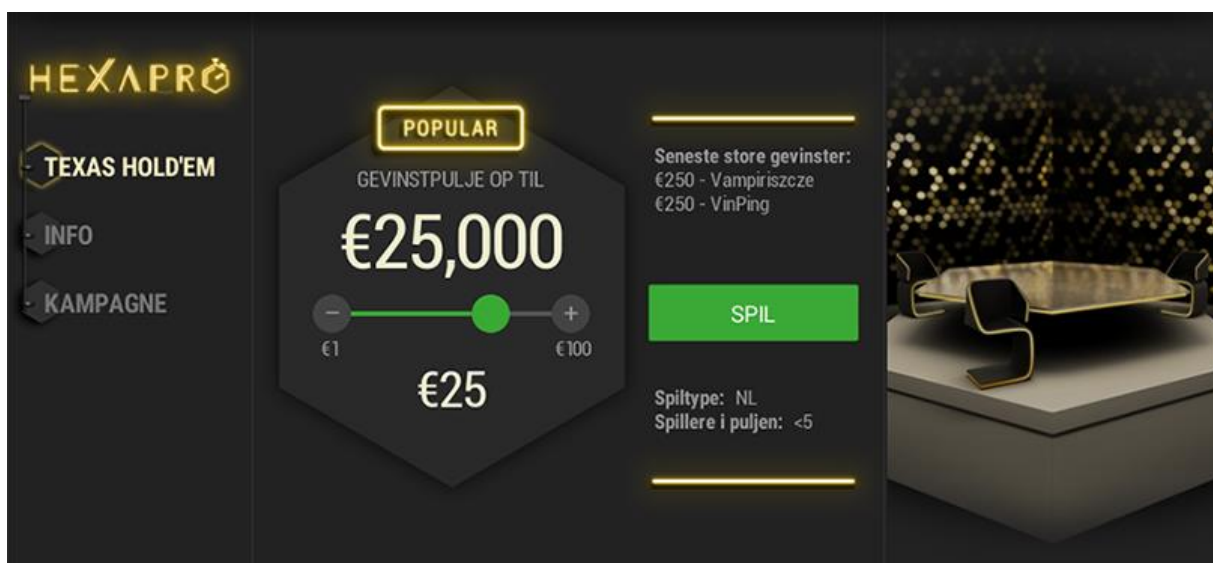 HEXAPRO
TEXAS HOLD'EM
INFO
KAMPAGNE
POPULAR
GEVINSTPULJE OP TIL
€25,000
−
+
€1
€100
€25
Seneste store gevinster:
€250 - Vampiriszcze
€250 - VinPing
SPIL
Spiltype: NL
Spillere i puljen: <5